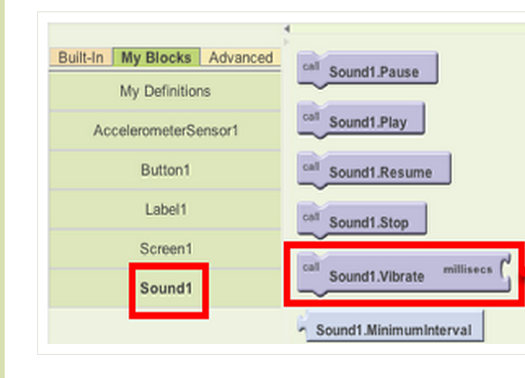 Built-In My Blocks Advanced
My Definitions
AccelerometerSensor1
Button1
Label1
Screen1
Sound1
call Sound1.Pause
call Sound1.Play
call Sound1.Resume
call Sound1.Stop
call Sound1.Vibrate millisecs
Sound1.MinimumInterval